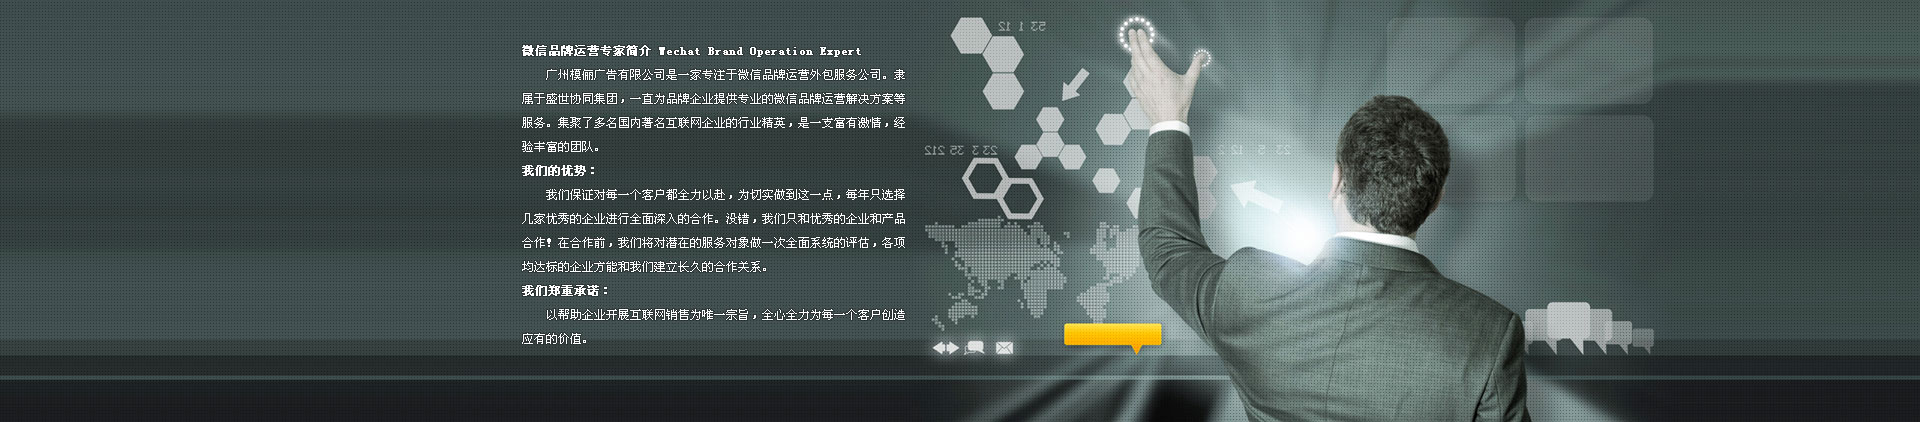 微信品牌运营专家简介 Wechat Brand Operation Expert
广州模俪广告有限公司是一家专注于微信品牌运营外包服务公司。隶
属于盛世协同集团，一直为品牌企业提供专业的微信品牌运营解决方案等
服务。集聚了多名国内著名互联网企业的行业精英，是一支富有激情，经
验丰富的团队。
我们的优势：
我们保证对每一个客户都全力以赴，为切实做到这一点，每年只选择
几家优秀的企业进行全面深入的合作。没错，我们只和优秀的企业和产品
合作！在合作前，我们将对潜在的服务对象做一次全面系统的评估，各项
均达标的企业方能和我们建立长久的合作关系。
我们郑重承诺：
以帮助企业开展互联网销售为唯一宗旨，全心全力为每一个客户创造
应有的价值。
53 1 12
23 3 35 212